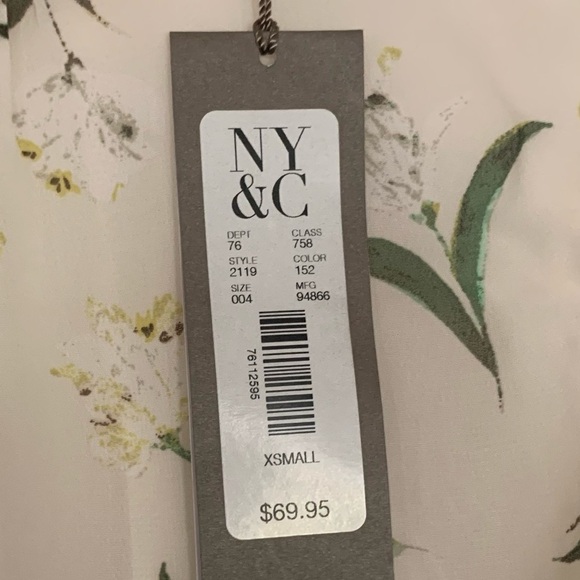 NY
&C
DEPT CLASS
76 758
STYLE COLOR
2119 152
SIZE MFG
004 94866
76112595
XSMALL
$69.95